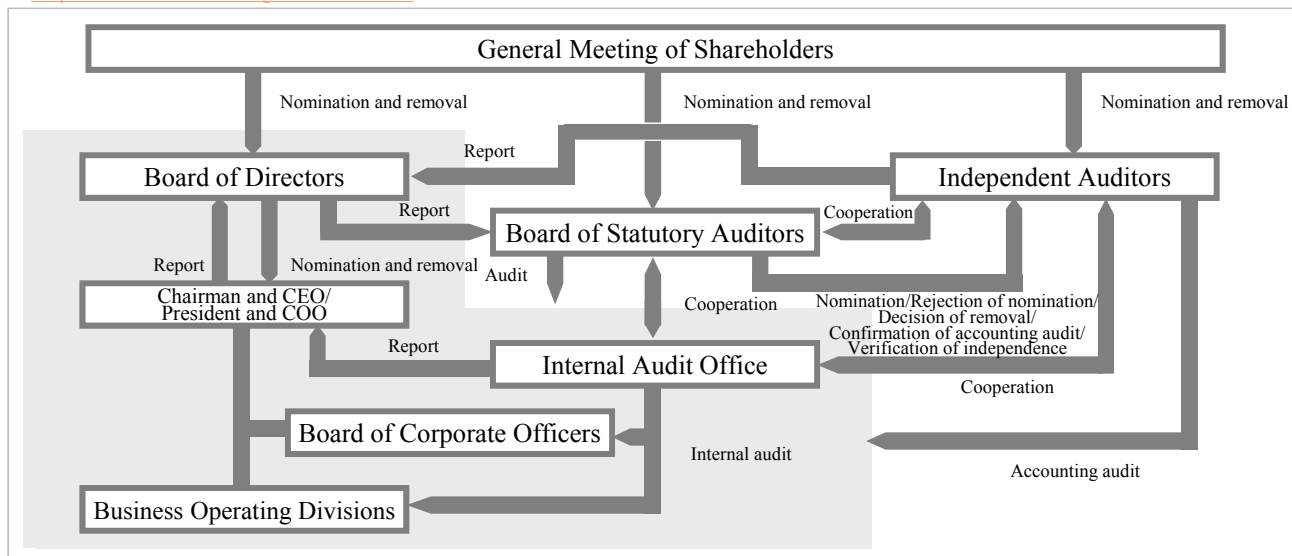 General Meeting of Shareholders
Nomination and removal
Nomination and removal
Nomination and removal
Report
Board of Directors
Independent Auditors
Report
Cooperation
Board of Statutory Auditors
Report
Nomination and removal
Audit
Chairman and CEO/
President and COO
Cooperation
Nomination/Rejection of nomination/
Decision of removal/
Confirmation of accounting audit/
Verification of independence
Report
Internal Audit Office
Cooperation
Board of Corporate Officers
Internal audit
Accounting audit
Business Operating Divisions